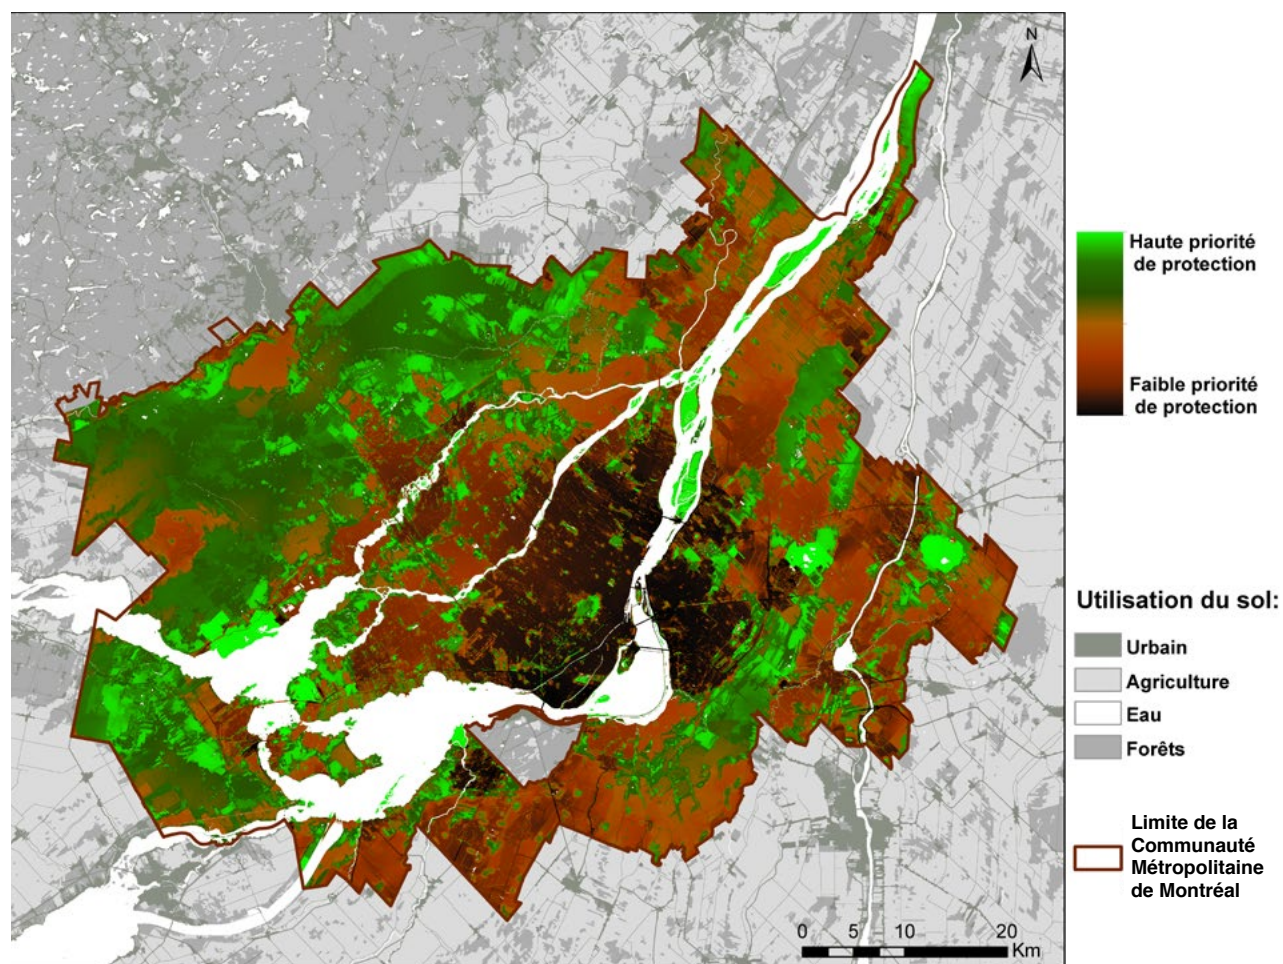 N
Haute priorité
de protection
Faible priorité
de protection
Utilisation du sol:
Urbain
Agriculture
Eau
Forêts
Limite de la
Communauté
Métropolitaine
de Montréal
0 5 10 20
Km